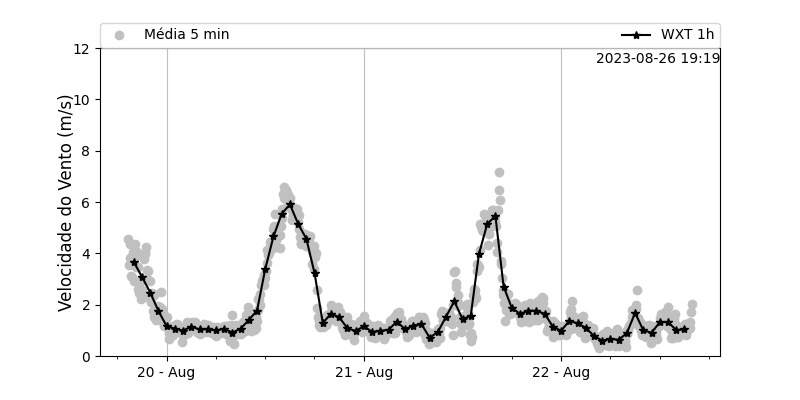 Média 5 min
WXT 1h
2023-08-26 19:19
Velocidade do Vento (m/s)
12
10
8
6
4
2
0
20 - Aug
21 - Aug
22 - Aug